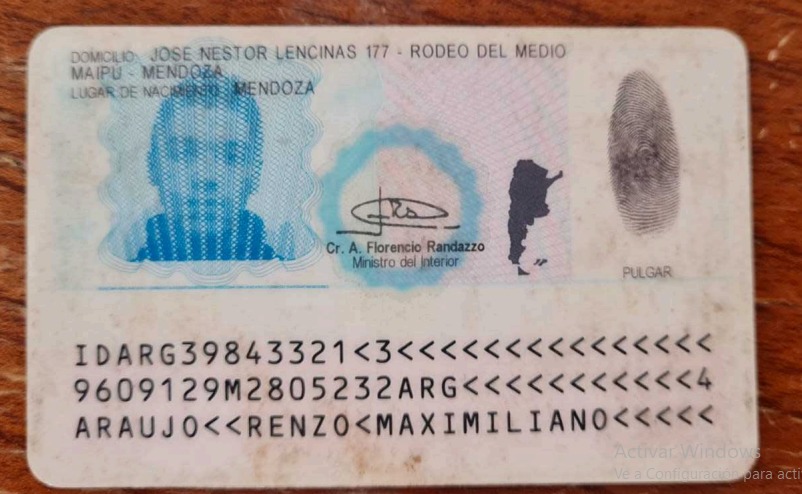 DOMICILIO: JOSE NESTOR LENCINAS 177 - RODEO DEL MEDIO
MAIPU - MENDOZA
LUGAR DE NACIMIENTO: MENDOZA
Cr. A. Florencio Randazzo
Ministro del Interior
PULGAR
IDARG39843321<3<<<<<<<<<<<<<<<
9609129M2805232ARG<<<<<<<<<<<4
ARAUJO<<RENZO<MAXIMILIANO<<<<<
Activar Windows
Ve a Configuración para acti